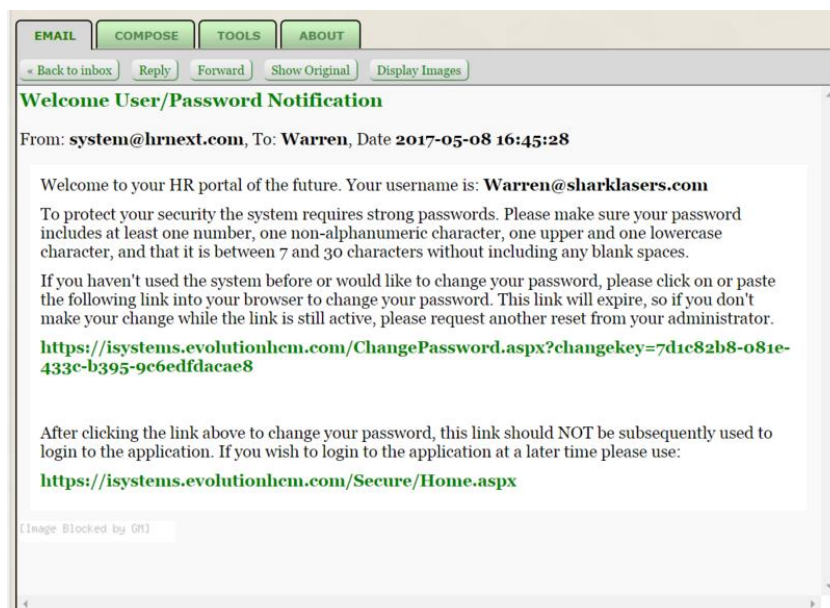 EMAIL COMPOSE TOOLS ABOUT
« Back to inbox Reply Forward Show Original Display Images
Welcome User/Password Notification
From: system@hrnext.com, To: Warren, Date 2017-05-08 16:45:28
Welcome to your HR portal of the future. Your username is: Warren@sharklasers.com
To protect your security the system requires strong passwords. Please make sure your password
includes at least one number, one non-alphanumeric character, one upper and one lowercase
character, and that it is between 7 and 30 characters without including any blank spaces.
If you haven't used the system before or would like to change your password, please click on or paste
the following link into your browser to change your password. This link will expire, so if you don't
make your change while the link is still active, please request another reset from your administrator.
https://isystems.evolutionhcm.com/ChangePassword.aspx?changekey=7d1c82b8-081e-
433c-b395-9c6edfdacae8
After clicking the link above to change your password, this link should NOT be subsequently used to
login to the application. If you wish to login to the application at a later time please use:
https://isystems.evolutionhcm.com/Secure/Home.aspx
[Image Blocked by GM]